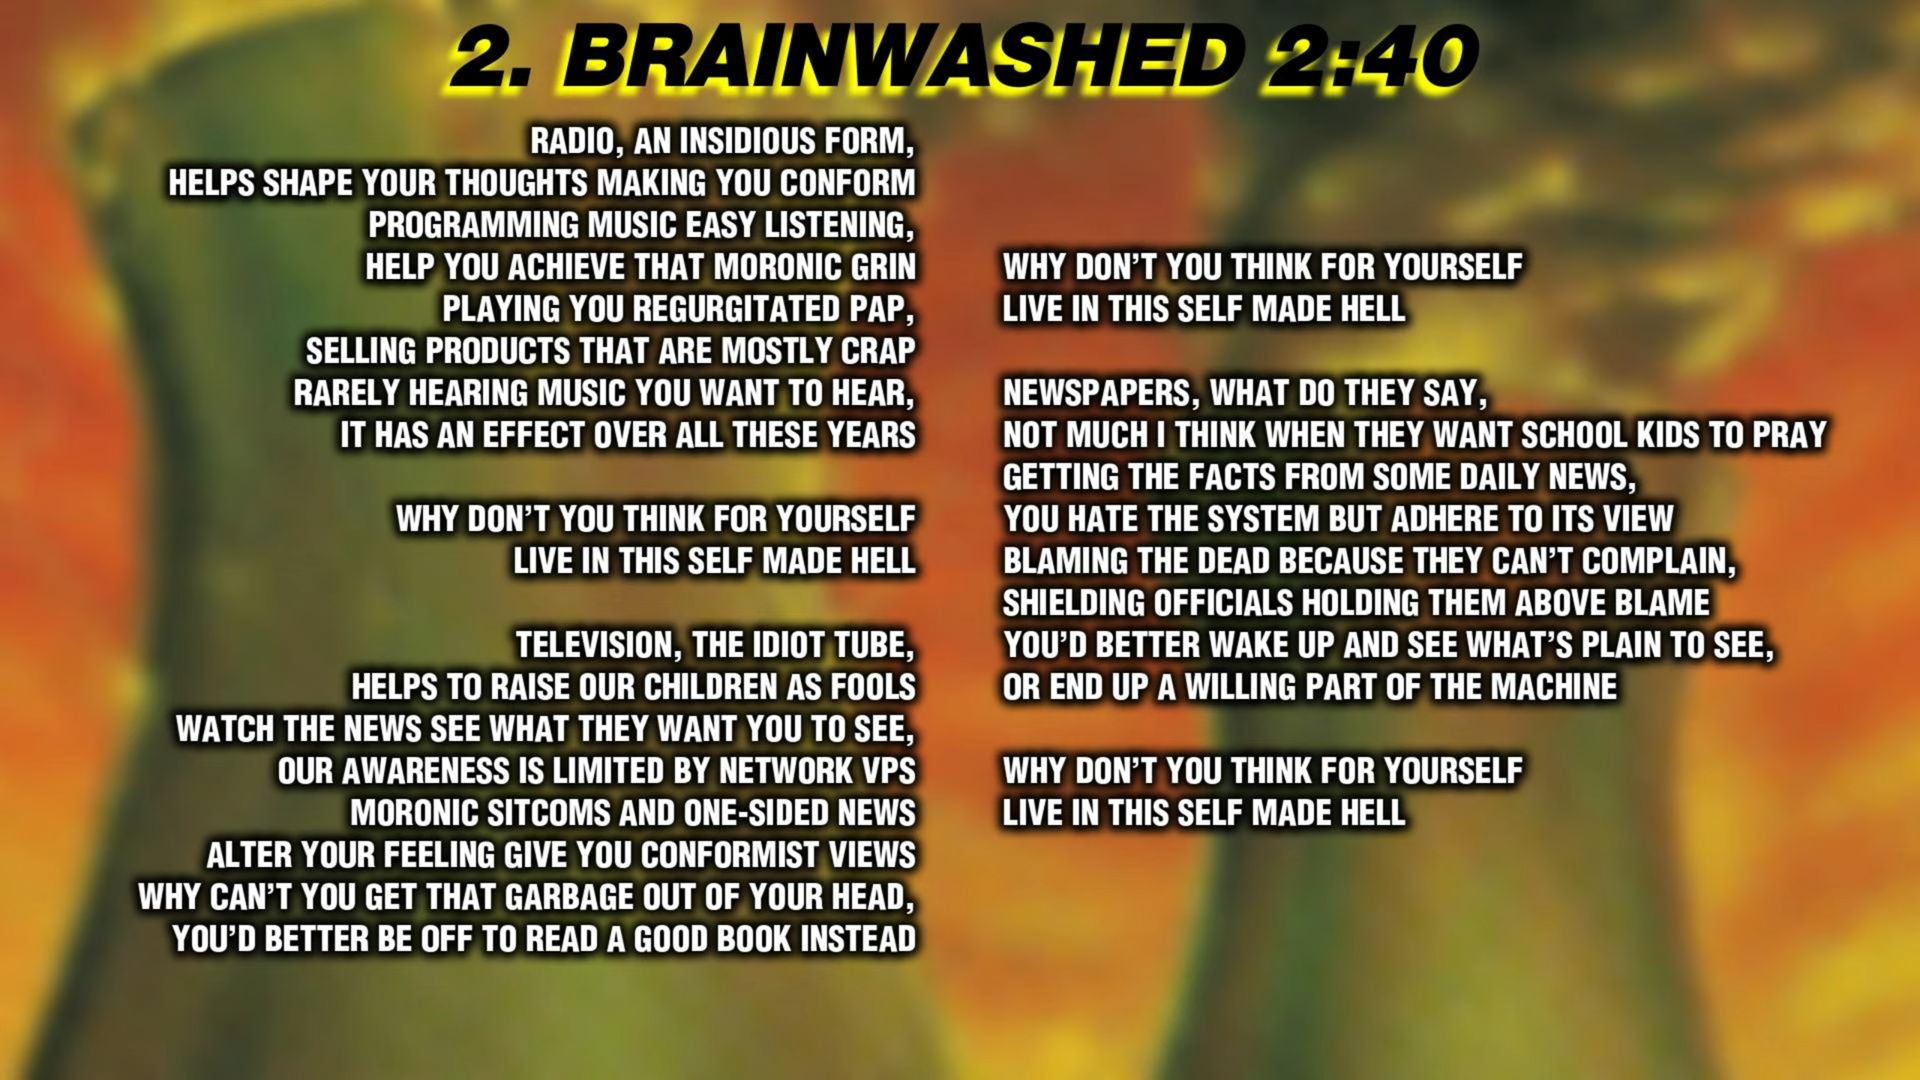 2. BRAINWASHED 2:40
RADIO, AN INSIDIOUS FORM,
HELPS SHAPE YOUR THOUGHTS MAKING YOU CONFORM
PROGRAMMING MUSIC EASY LISTENING,
HELP YOU ACHIEVE THAT MORONIC GRIN
PLAYING YOU REGURGITATED PAP,
SELLING PRODUCTS THAT ARE MOSTLY CRAP
RARELY HEARING MUSIC YOU WANT TO HEAR,
IT HAS AN EFFECT OVER ALL THESE YEARS
WHY DON'T YOU THINK FOR YOURSELF
LIVE IN THIS SELF MADE HELL
TELEVISION, THE IDIOT TUBE,
HELPS TO RAISE OUR CHILDREN AS FOOLS
WATCH THE NEWS SEE WHAT THEY WANT YOU TO SEE,
OUR AWARENESS IS LIMITED BY NETWORK VPS
MORONIC SITCOMS AND ONE-SIDED NEWS
ALTER YOUR FEELING GIVE YOU CONFORMIST VIEWS
WHY CAN'T YOU GET THAT GARBAGE OUT OF YOUR HEAD,
YOU'D BETTER BE OFF TO READ A GOOD BOOK INSTEAD
WHY DON'T YOU THINK FOR YOURSELF
LIVE IN THIS SELF MADE HELL
NEWSPAPERS, WHAT DO THEY SAY,
NOT MUCH I THINK WHEN THEY WANT SCHOOL KIDS TO PRAY
GETTING THE FACTS FROM SOME DAILY NEWS,
YOU HATE THE SYSTEM BUT ADHERE TO ITS VIEW
BLAMING THE DEAD BECAUSE THEY CAN'T COMPLAIN,
SHIELDING OFFICIALS HOLDING THEM ABOVE BLAME
YOU'D BETTER WAKE UP AND SEE WHAT'S PLAIN TO SEE,
OR END UP A WILLING PART OF THE MACHINE
WHY DON'T YOU THINK FOR YOURSELF
LIVE IN THIS SELF MADE HELL